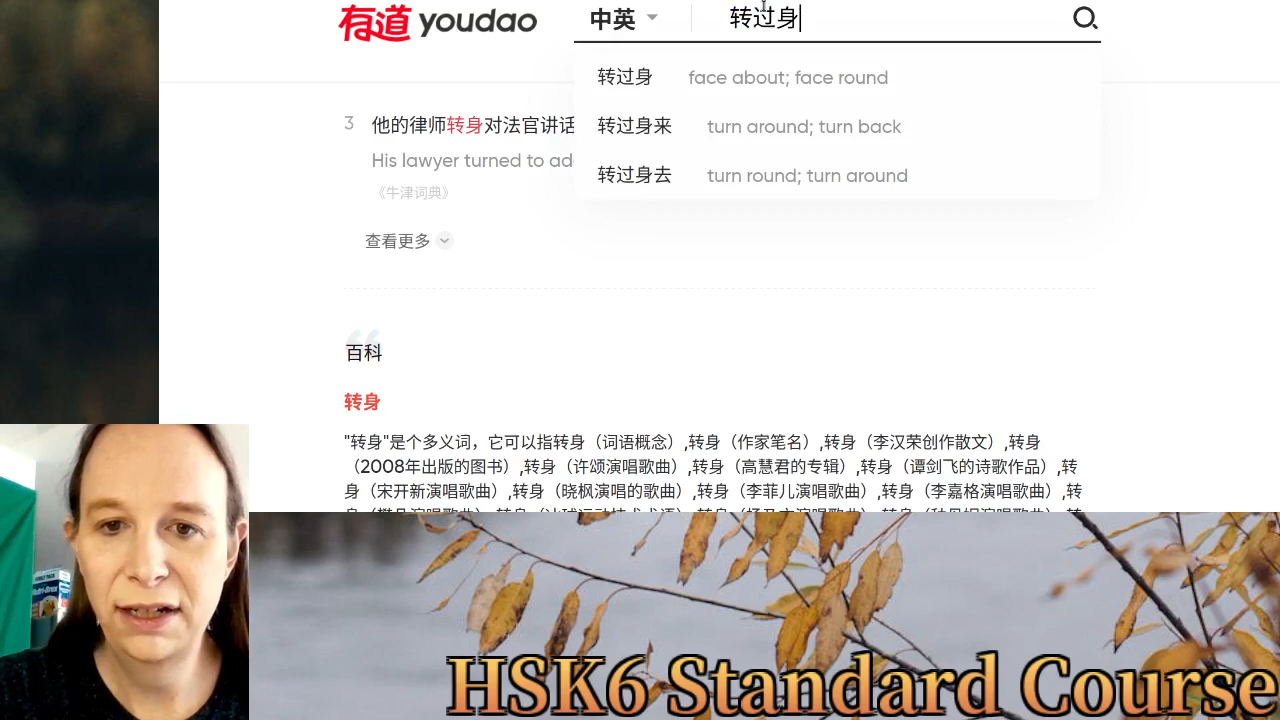 有道 youdao
中英
转过身
转过身 face about; face round
转过身来 turn around; turn back
转过身去 turn round; turn around
3 他的律师转身对法官讲话
His lawyer turned to ad
《牛津词典》
查看更多
百科
转身
"转身"是个多义词，它可以指转身（词语概念）,转身（作家笔名）,转身（李汉荣创作散文）,转身
（2008年出版的图书）,转身（许颂演唱歌曲）,转身（高慧君的专辑）,转身（谭剑飞的诗歌作品）,转
身（宋开新演唱歌曲）,转身（晓枫演唱的歌曲）,转身（李菲儿演唱歌曲）,转身（李嘉格演唱歌曲）,转
HSK6 Standard Course